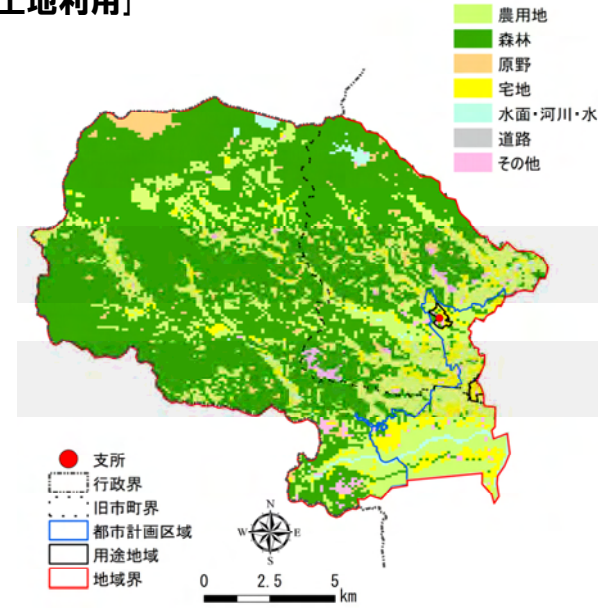 土地利用]
農用地
森林
原野
宅地
水面・河川・水
道路
その他
支所
行政界
旧市町界
都市計画区域
用途地域
地域界
N
W E
S
0 2.5 5
km